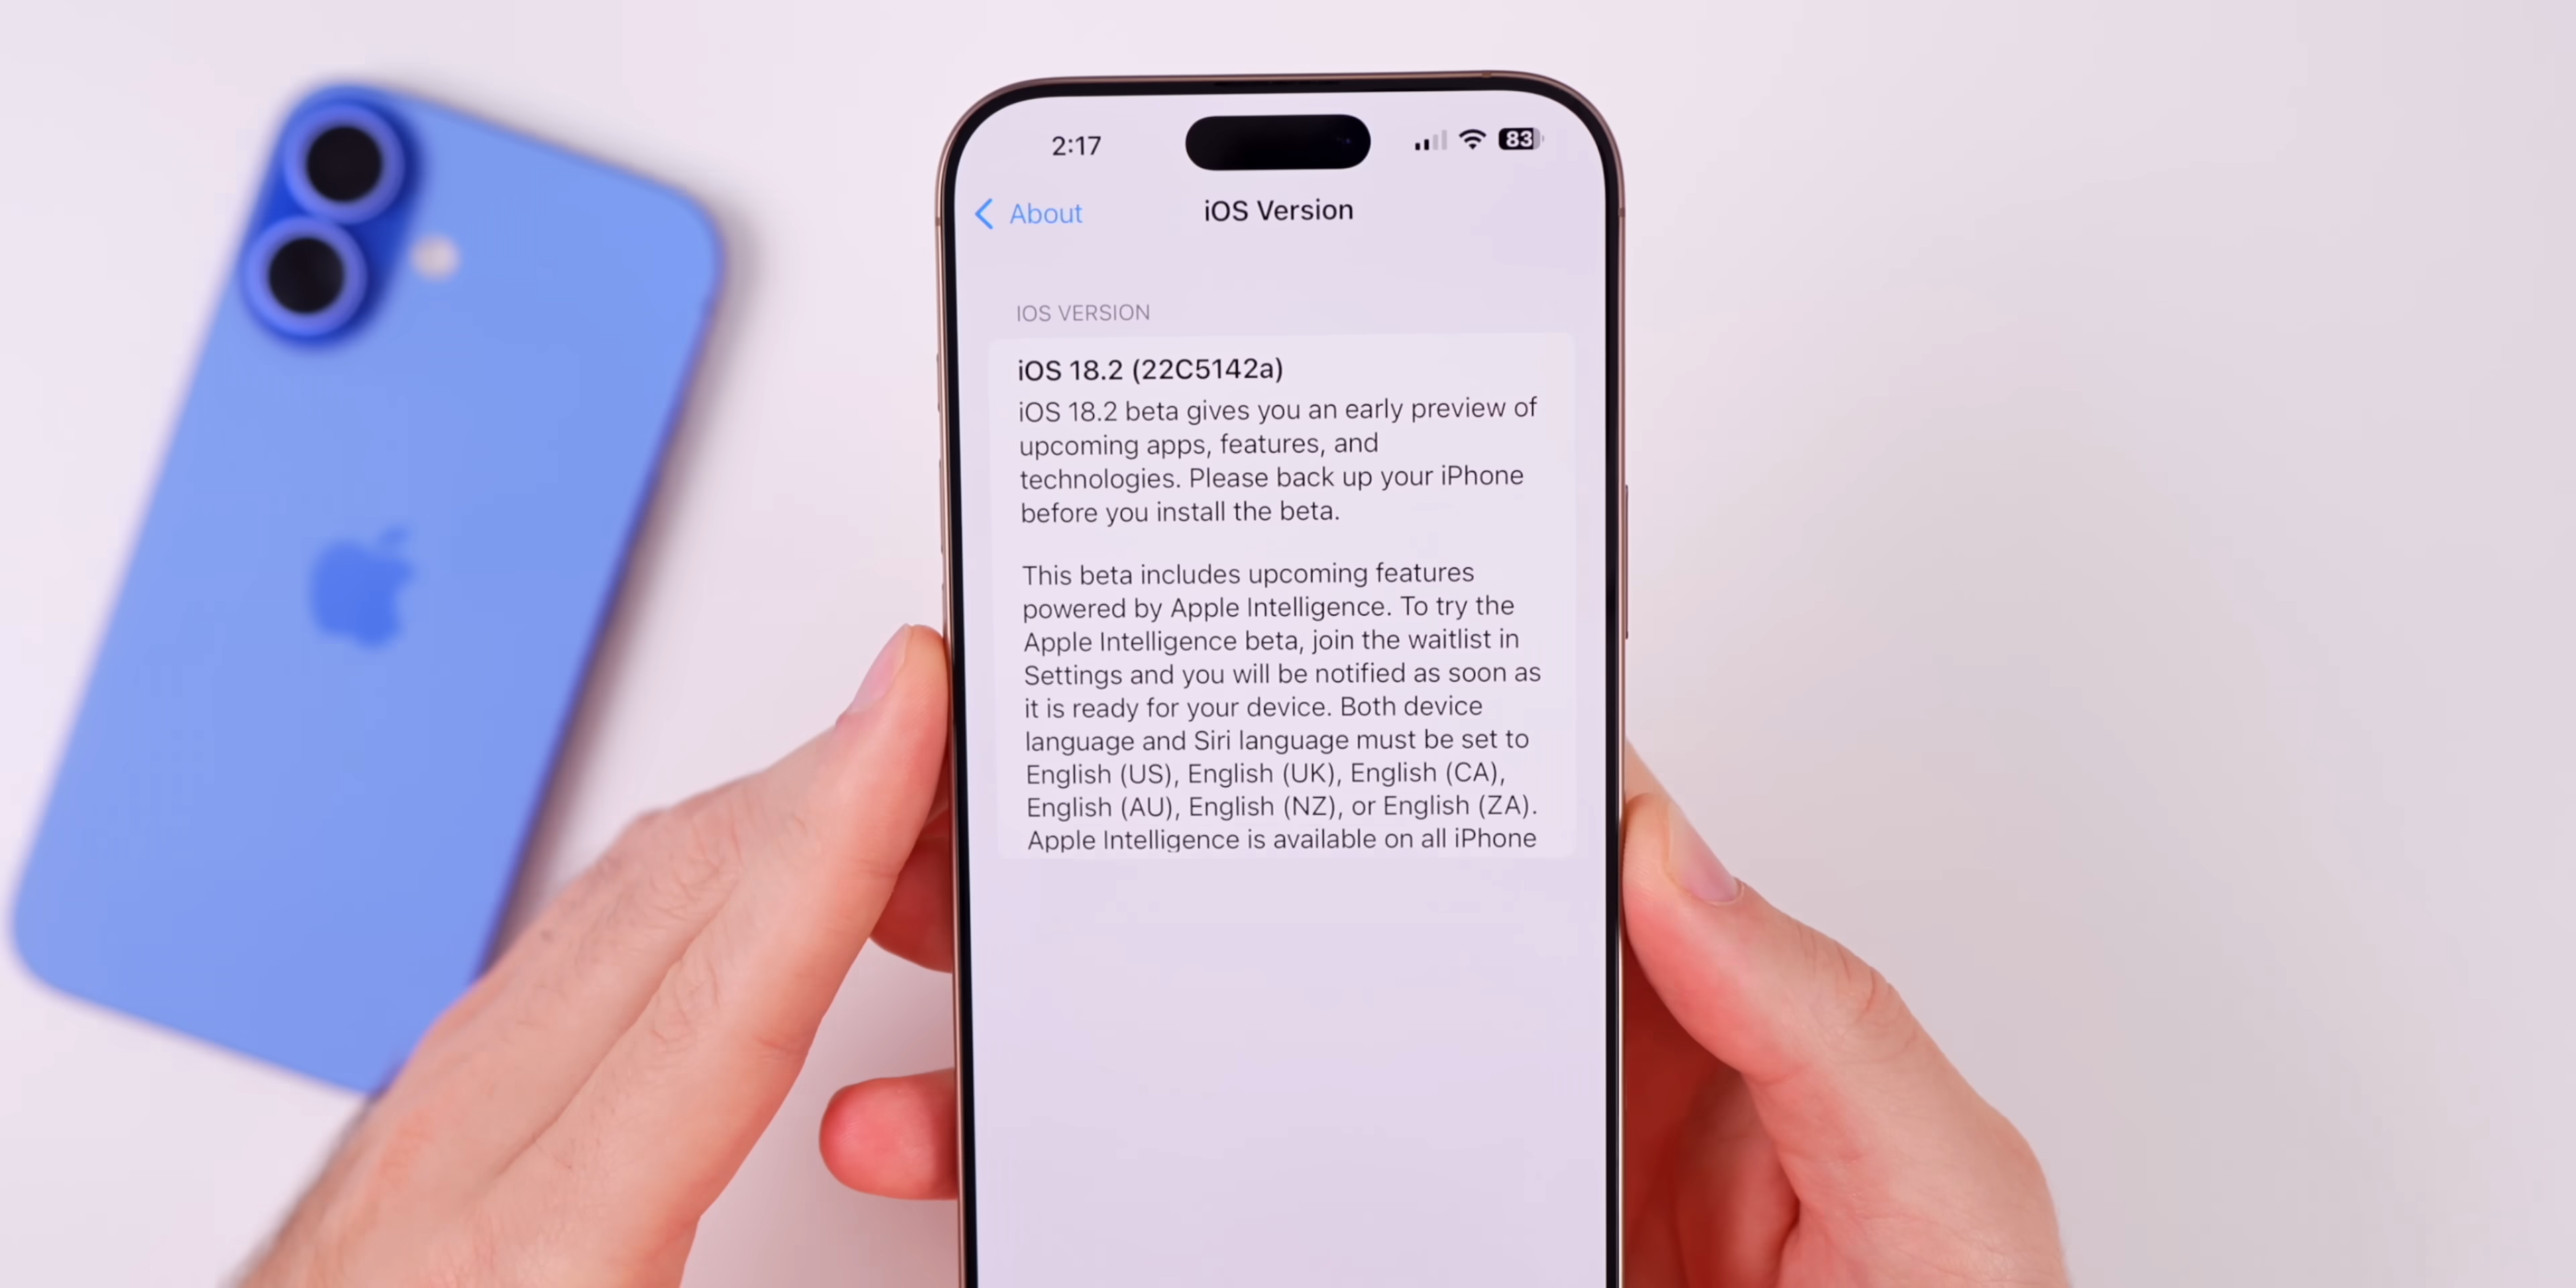 2:17
83
About
iOS Version
IOS VERSION
iOS 18.2 (22C5142a)
iOS 18.2 beta gives you an early preview of
upcoming apps, features, and
technologies. Please back up your iPhone
before you install the beta.
This beta includes upcoming features
powered by Apple Intelligence. To try the
Apple Intelligence beta, join the waitlist in
Settings and you will be notified as soon as
it is ready for your device. Both device
language and Siri language must be set to
English (US), English (UK), English (CA),
English (AU), English (NZ), or English (ZA).
Apple Intelligence is available on all iPhone